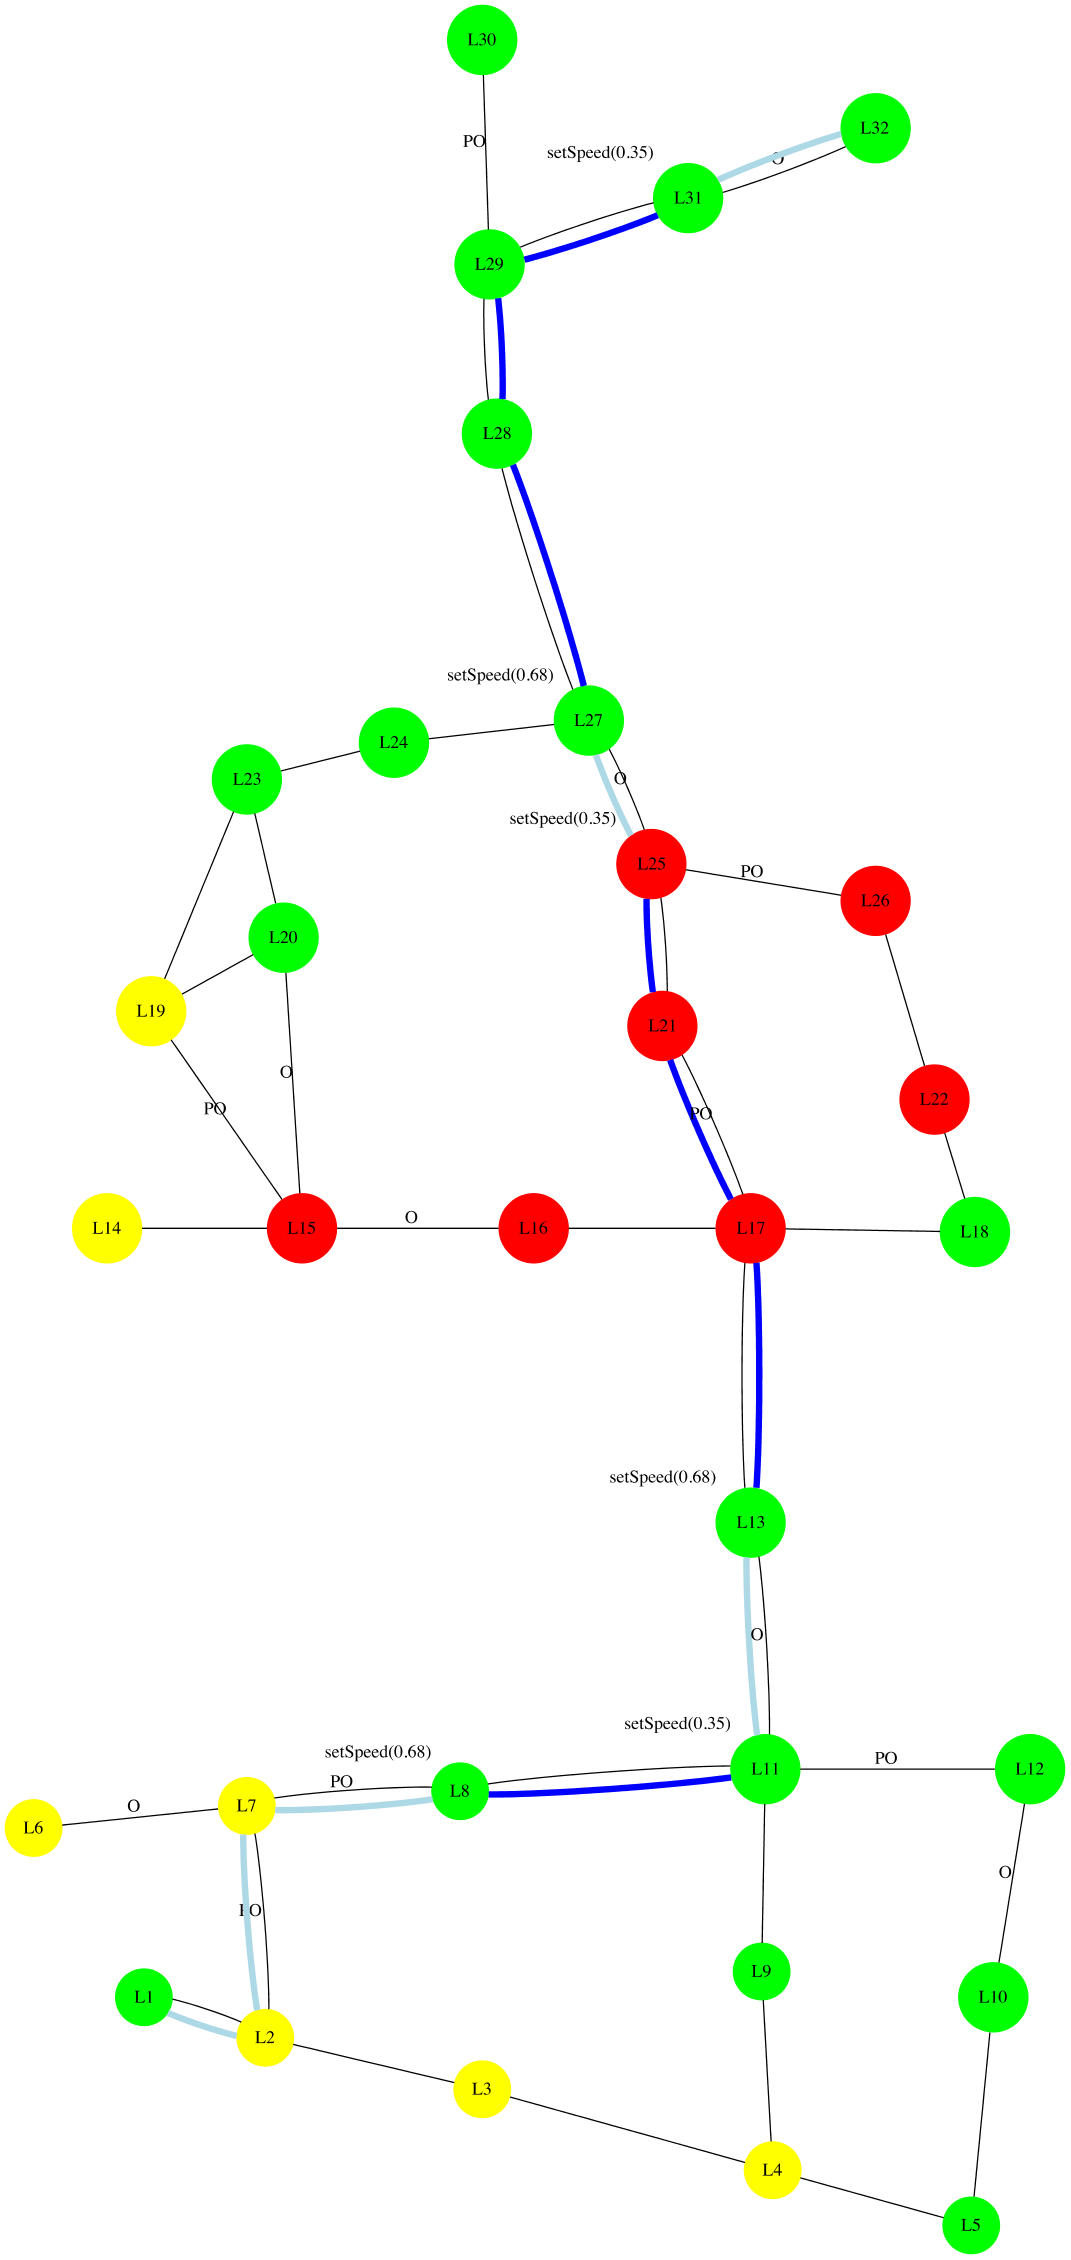 L30
L32
PO
setSpeed(0.35)
O
L31
L29
L28
setSpeed(0.68)
L27
L24
L23
O
setSpeed(0.35)
L25
PO
L26
L20
L19
L21
O
PO
PO
L22
L14
L15
O
L16
L17
L18
setSpeed(0.68)
L13
O
setSpeed(0.35)
setSpeed(0.68)
PO
L11
PO
L12
L8
O
L7
L6
O
PO
L9
L1
L10
L2
L3
L4
L5